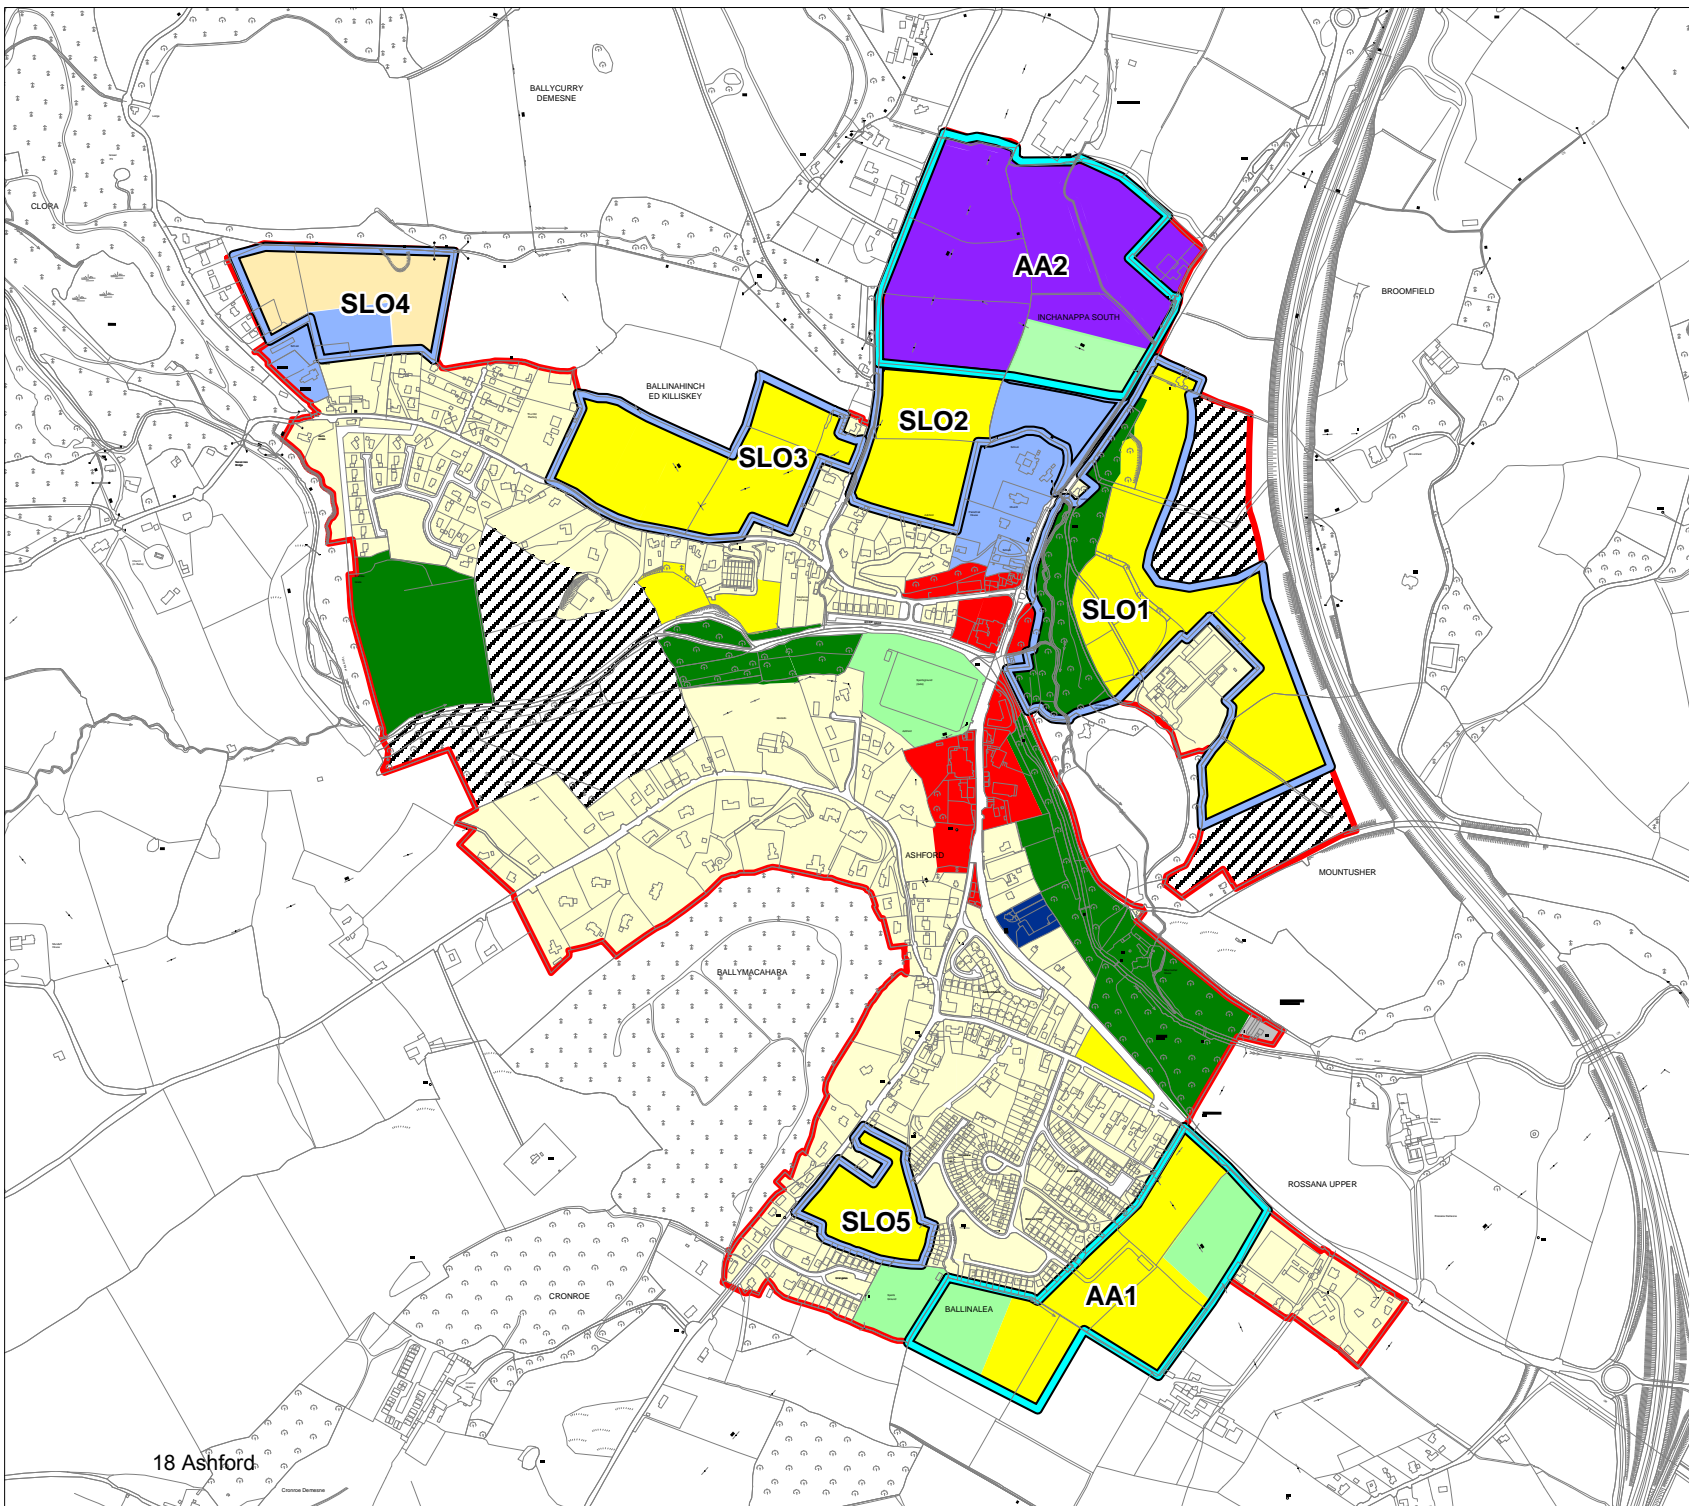 BALLYCURRY
DEMESNE
CLORA
AA2
SLO4
BROOMFIELD
INCHANAPPA SOUTH
BALLINAHINCH
ED KILLISKEY
SLO2
SLO3
SLO1
ASHFORD
MOUNTUSHER
BALLYMACAHARA
ROSSANA UPPER
SLO5
CRONROE
BALLINALEA
AA1
18 Ashford
Cronroe Demesne